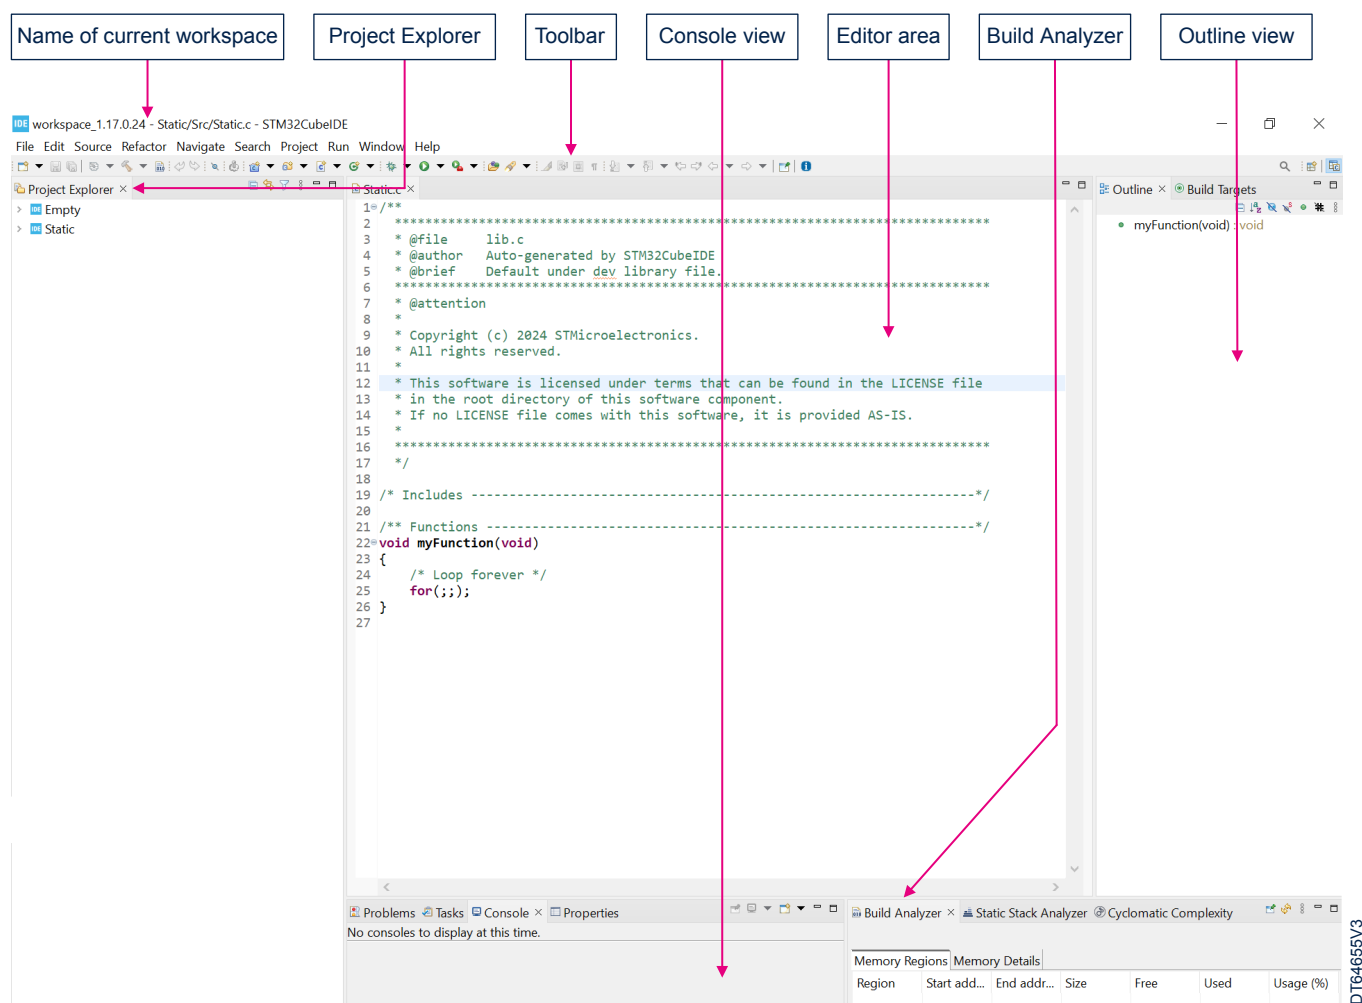 Name of current workspace
Project Explorer
Toolbar
Console view
Editor area
Build Analyzer
Outline view
IDE workspace_1.17.0.24 - Static/Src/Static.c - STM32CubeIDE
File Edit Source Refactor Navigate Search Project Run Window Help
Project Explorer
Static.c
Outline
Build Targets
IDE Empty
IDE Static
myFunction(void) : void
1 /**
2 ******************************************************************************
3 * @file lib.c
4 * @author Auto-generated by STM32CubeIDE
5 * @brief Default under dev library file.
6 ******************************************************************************
7 * @attention
8 *
9 * Copyright (c) 2024 STMicroelectronics.
10 * All rights reserved.
11 *
12 * This software is licensed under terms that can be found in the LICENSE file
13 * in the root directory of this software component.
14 * If no LICENSE file comes with this software, it is provided AS-IS.
15 *
16 ******************************************************************************
17 */
18
19 /* Includes ------------------------------------------------------------------*/
20
21 /** Functions ----------------------------------------------------------------*/
22 void myFunction(void)
23 {
24 /* Loop forever */
25 for(;;);
26 }
27
Problems Tasks Console Properties
No consoles to display at this time.
Build Analyzer Static Stack Analyzer Cyclomatic Complexity
Memory Regions Memory Details
Region Start add... End addr... Size Free Used Usage (%)
DT64655V3